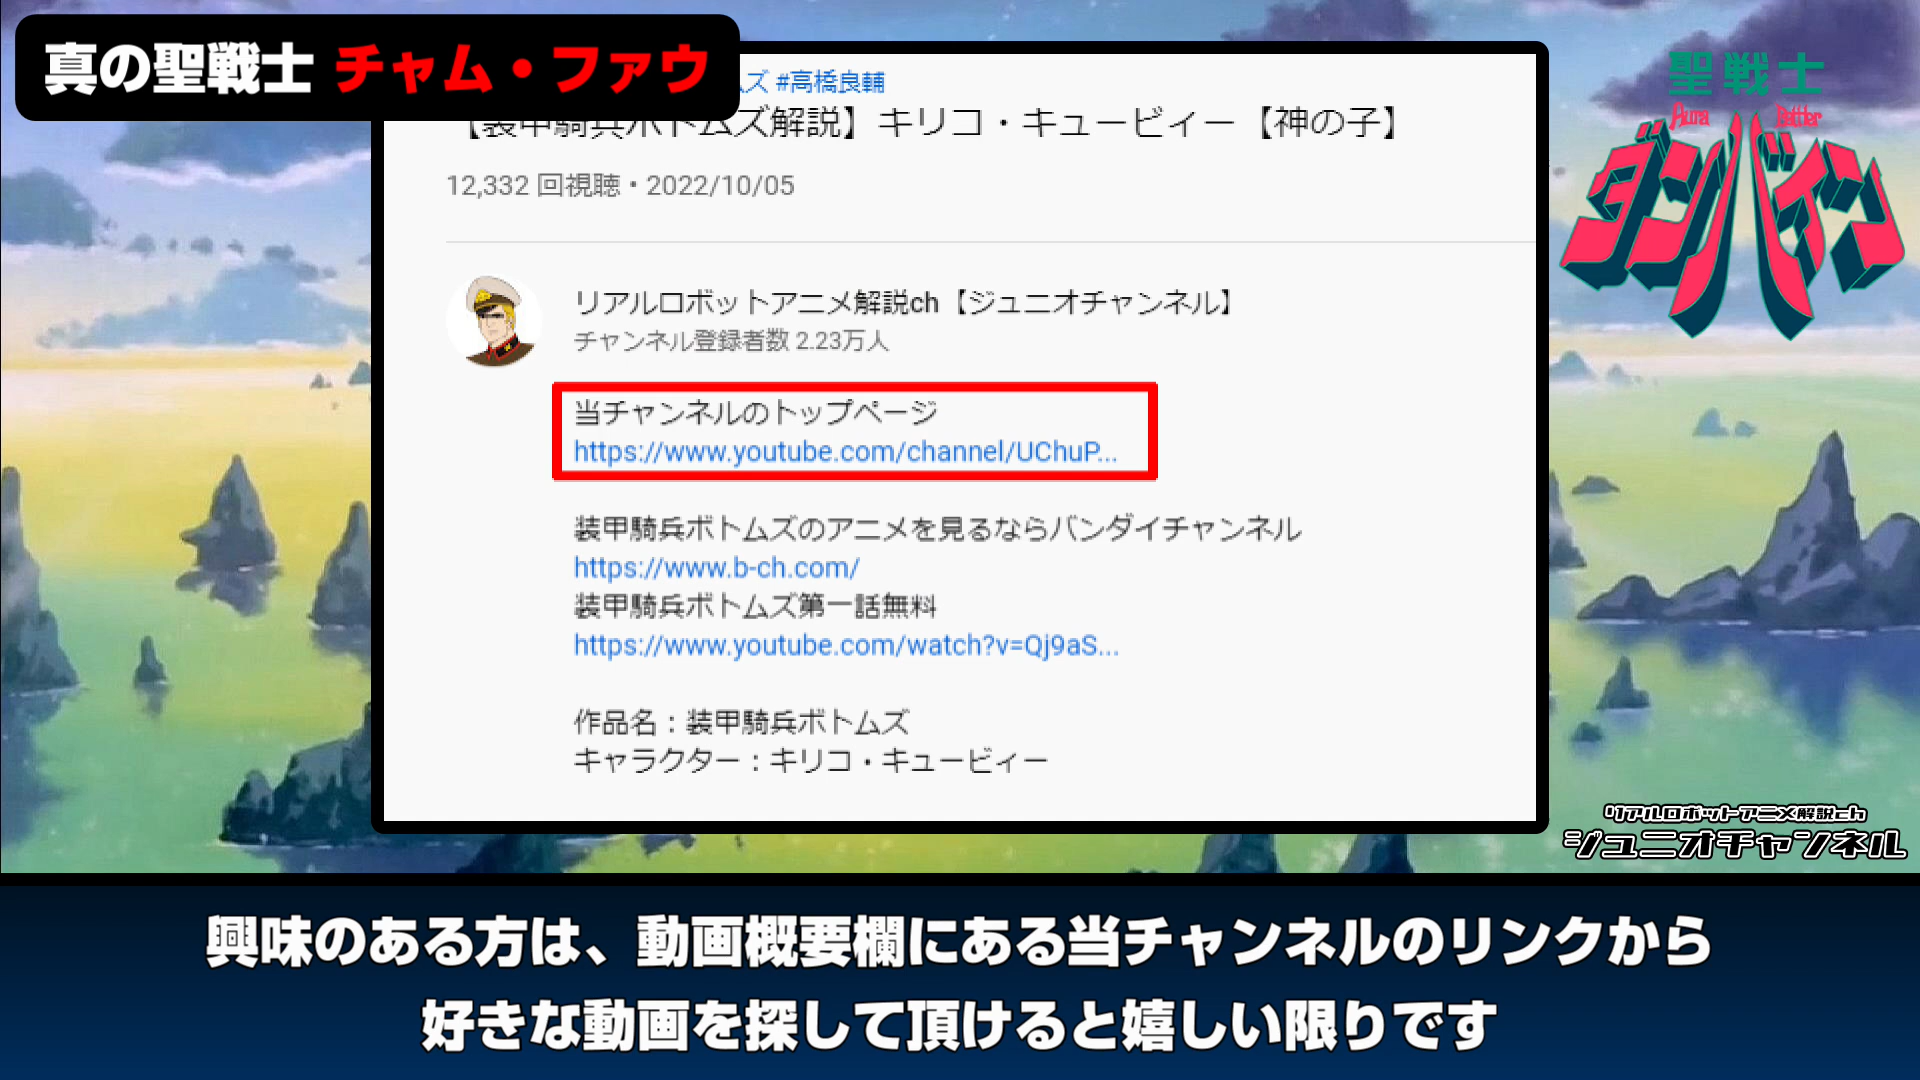 真の聖戦士 チャム・ファウ
ズ #高橋良輔
【装甲騎兵ボトムズ解説】キリコ・キュービィー【神の子】
12,332 回視聴・2022/10/05
リアルロボットアニメ解説ch【ジュニオチャンネル】
チャンネル登録者数 2.23万人
当チャンネルのトップページ
https://www.youtube.com/channel/UChuP...
装甲騎兵ボトムズのアニメを見るならバンダイチャンネル
https://www.b-ch.com/
装甲騎兵ボトムズ第一話無料
https://www.youtube.com/watch?v=Qj9aS...
作品名：装甲騎兵ボトムズ
キャラクター：キリコ・キュービィー
聖戦士
Aura Battler
ダンバイン
リアルロボットアニメ解説ch
ジュニオチャンネル
興味のある方は、動画概要欄にある当チャンネルのリンクから
好きな動画を探して頂けると嬉しい限りです